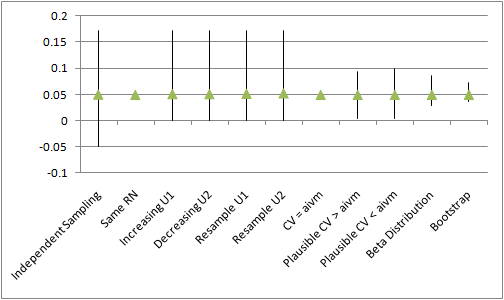 0.2
0.15
0.1
0.05
0
-0.05
-0.1
Independent Sampling
Same RN
Increasing U1
Decreasing U2
Resample U1
Resample U2
CV = aivm
Plausible CV > aivm
Plausible CV < aivm
Beta Distribution
Bootstrap